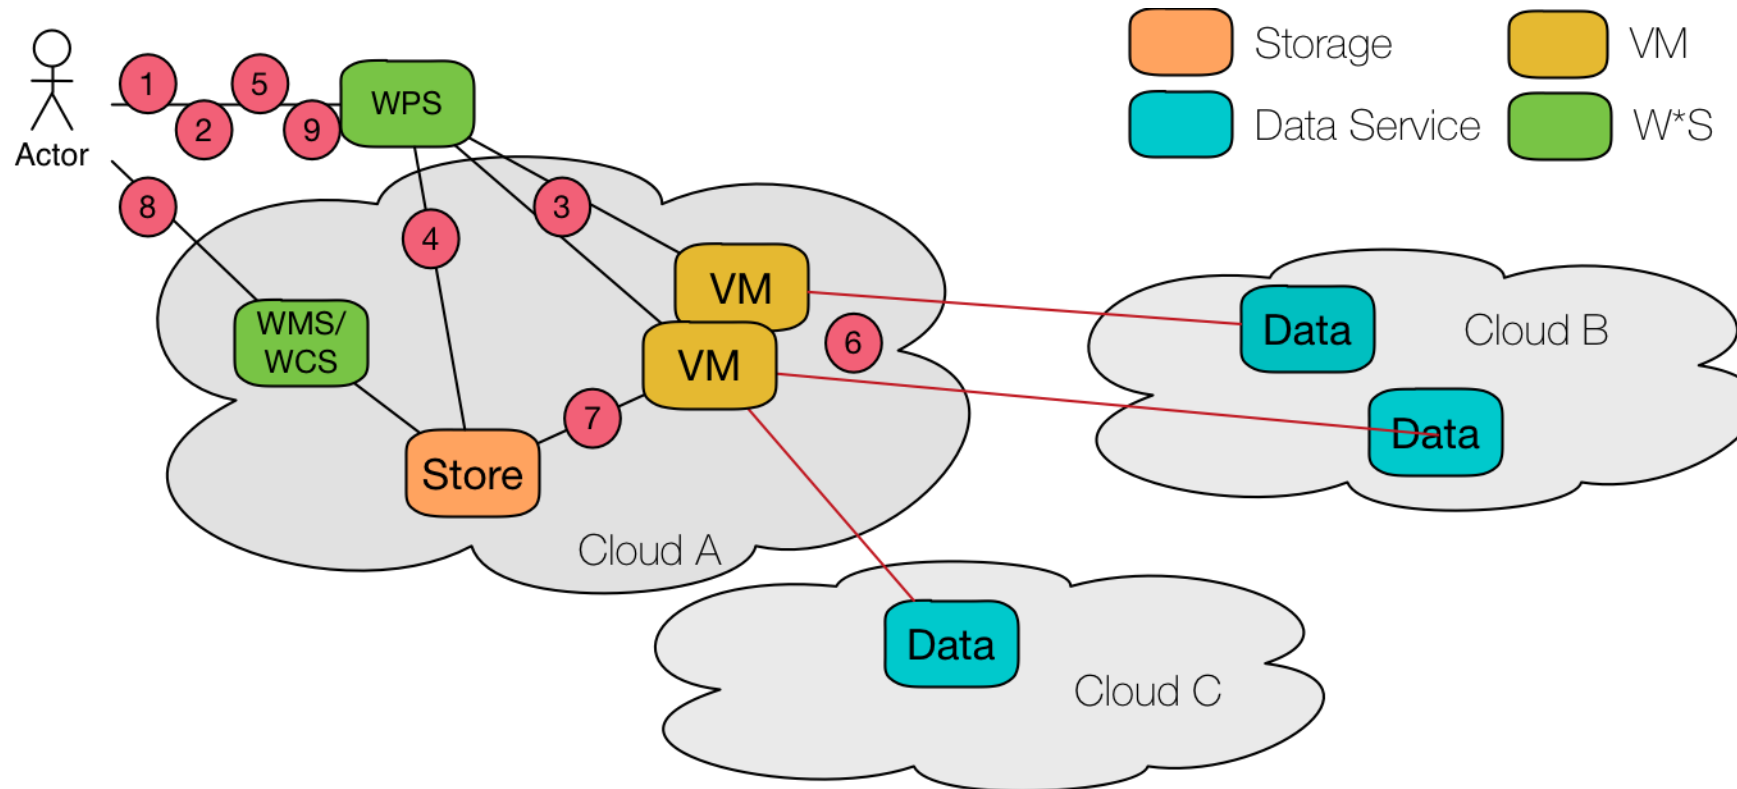 Storage
VM
Data Service
W*S
Actor
1
2
5
9
WPS
8
3
4
VM
WMS/
WCS
VM
6
7
Store
Cloud A
Data
Cloud B
Data
Data
Cloud C